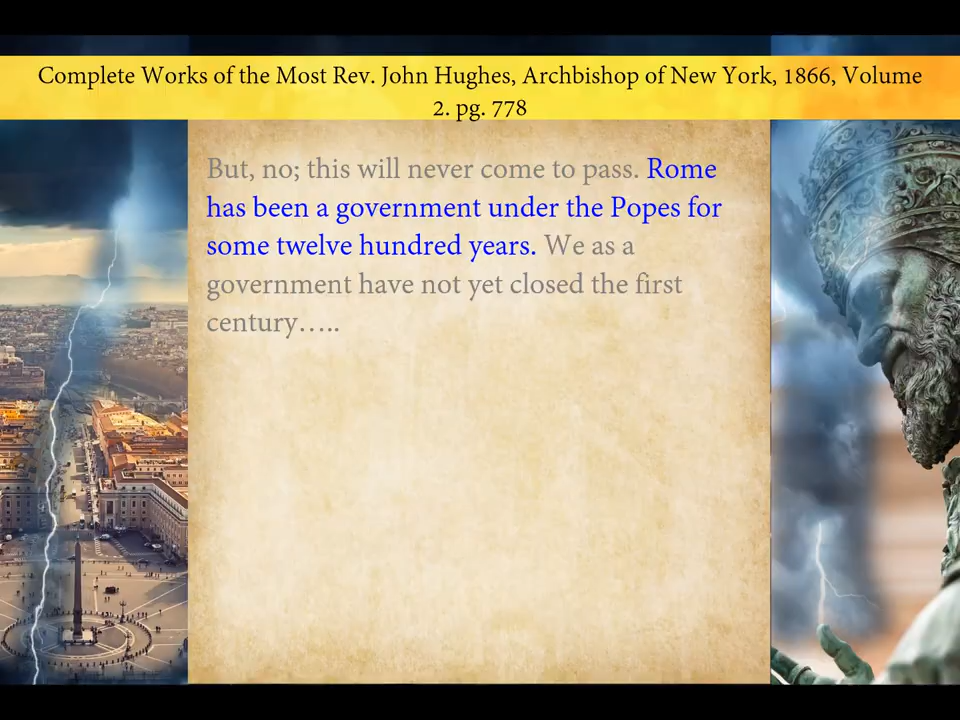 Complete Works of the Most Rev. John Hughes, Archbishop of New York, 1866, Volume
2. pg. 778
But, no; this will never come to pass. Rome
has been a government under the Popes for
some twelve hundred years. We as a
government have not yet closed the first
century…..